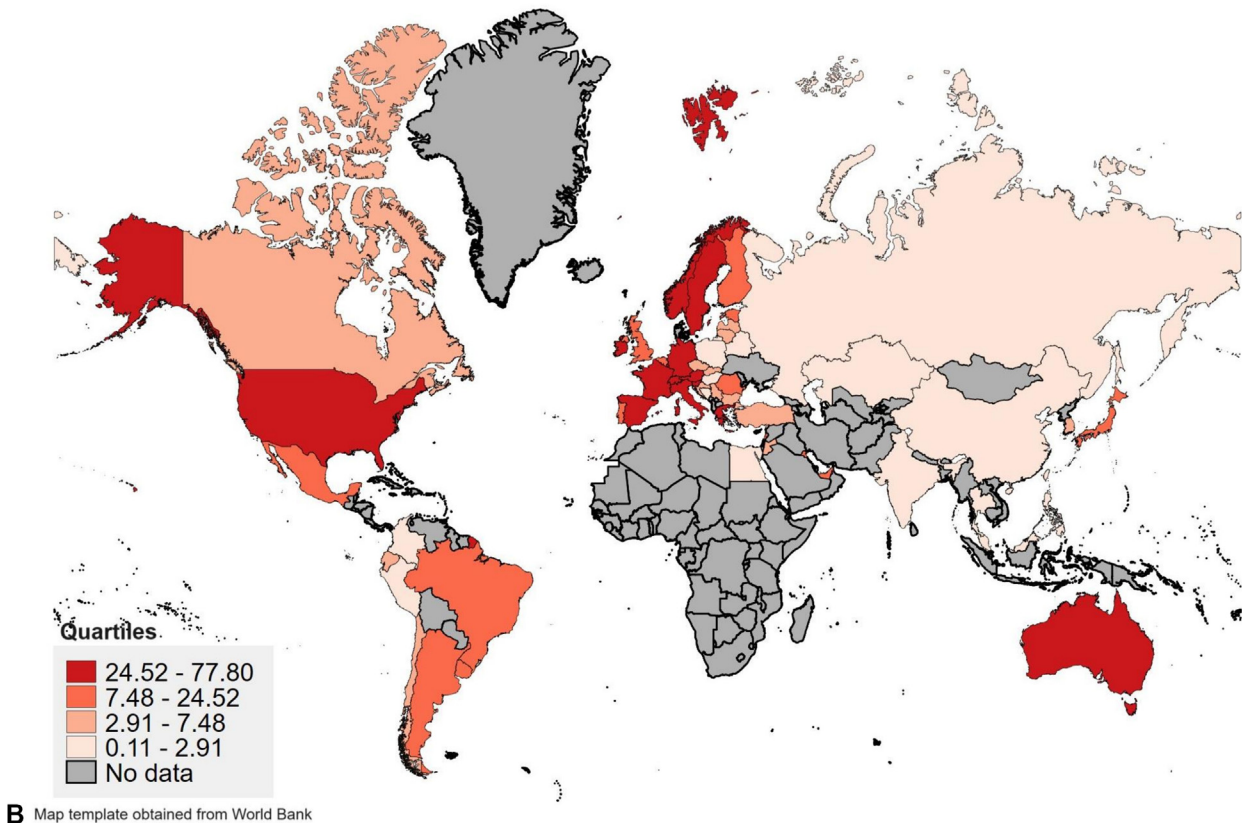 Quartiles
24.52 - 77.80
7.48 - 24.52
2.91 - 7.48
0.11 - 2.91
No data
B Map template obtained from World Bank